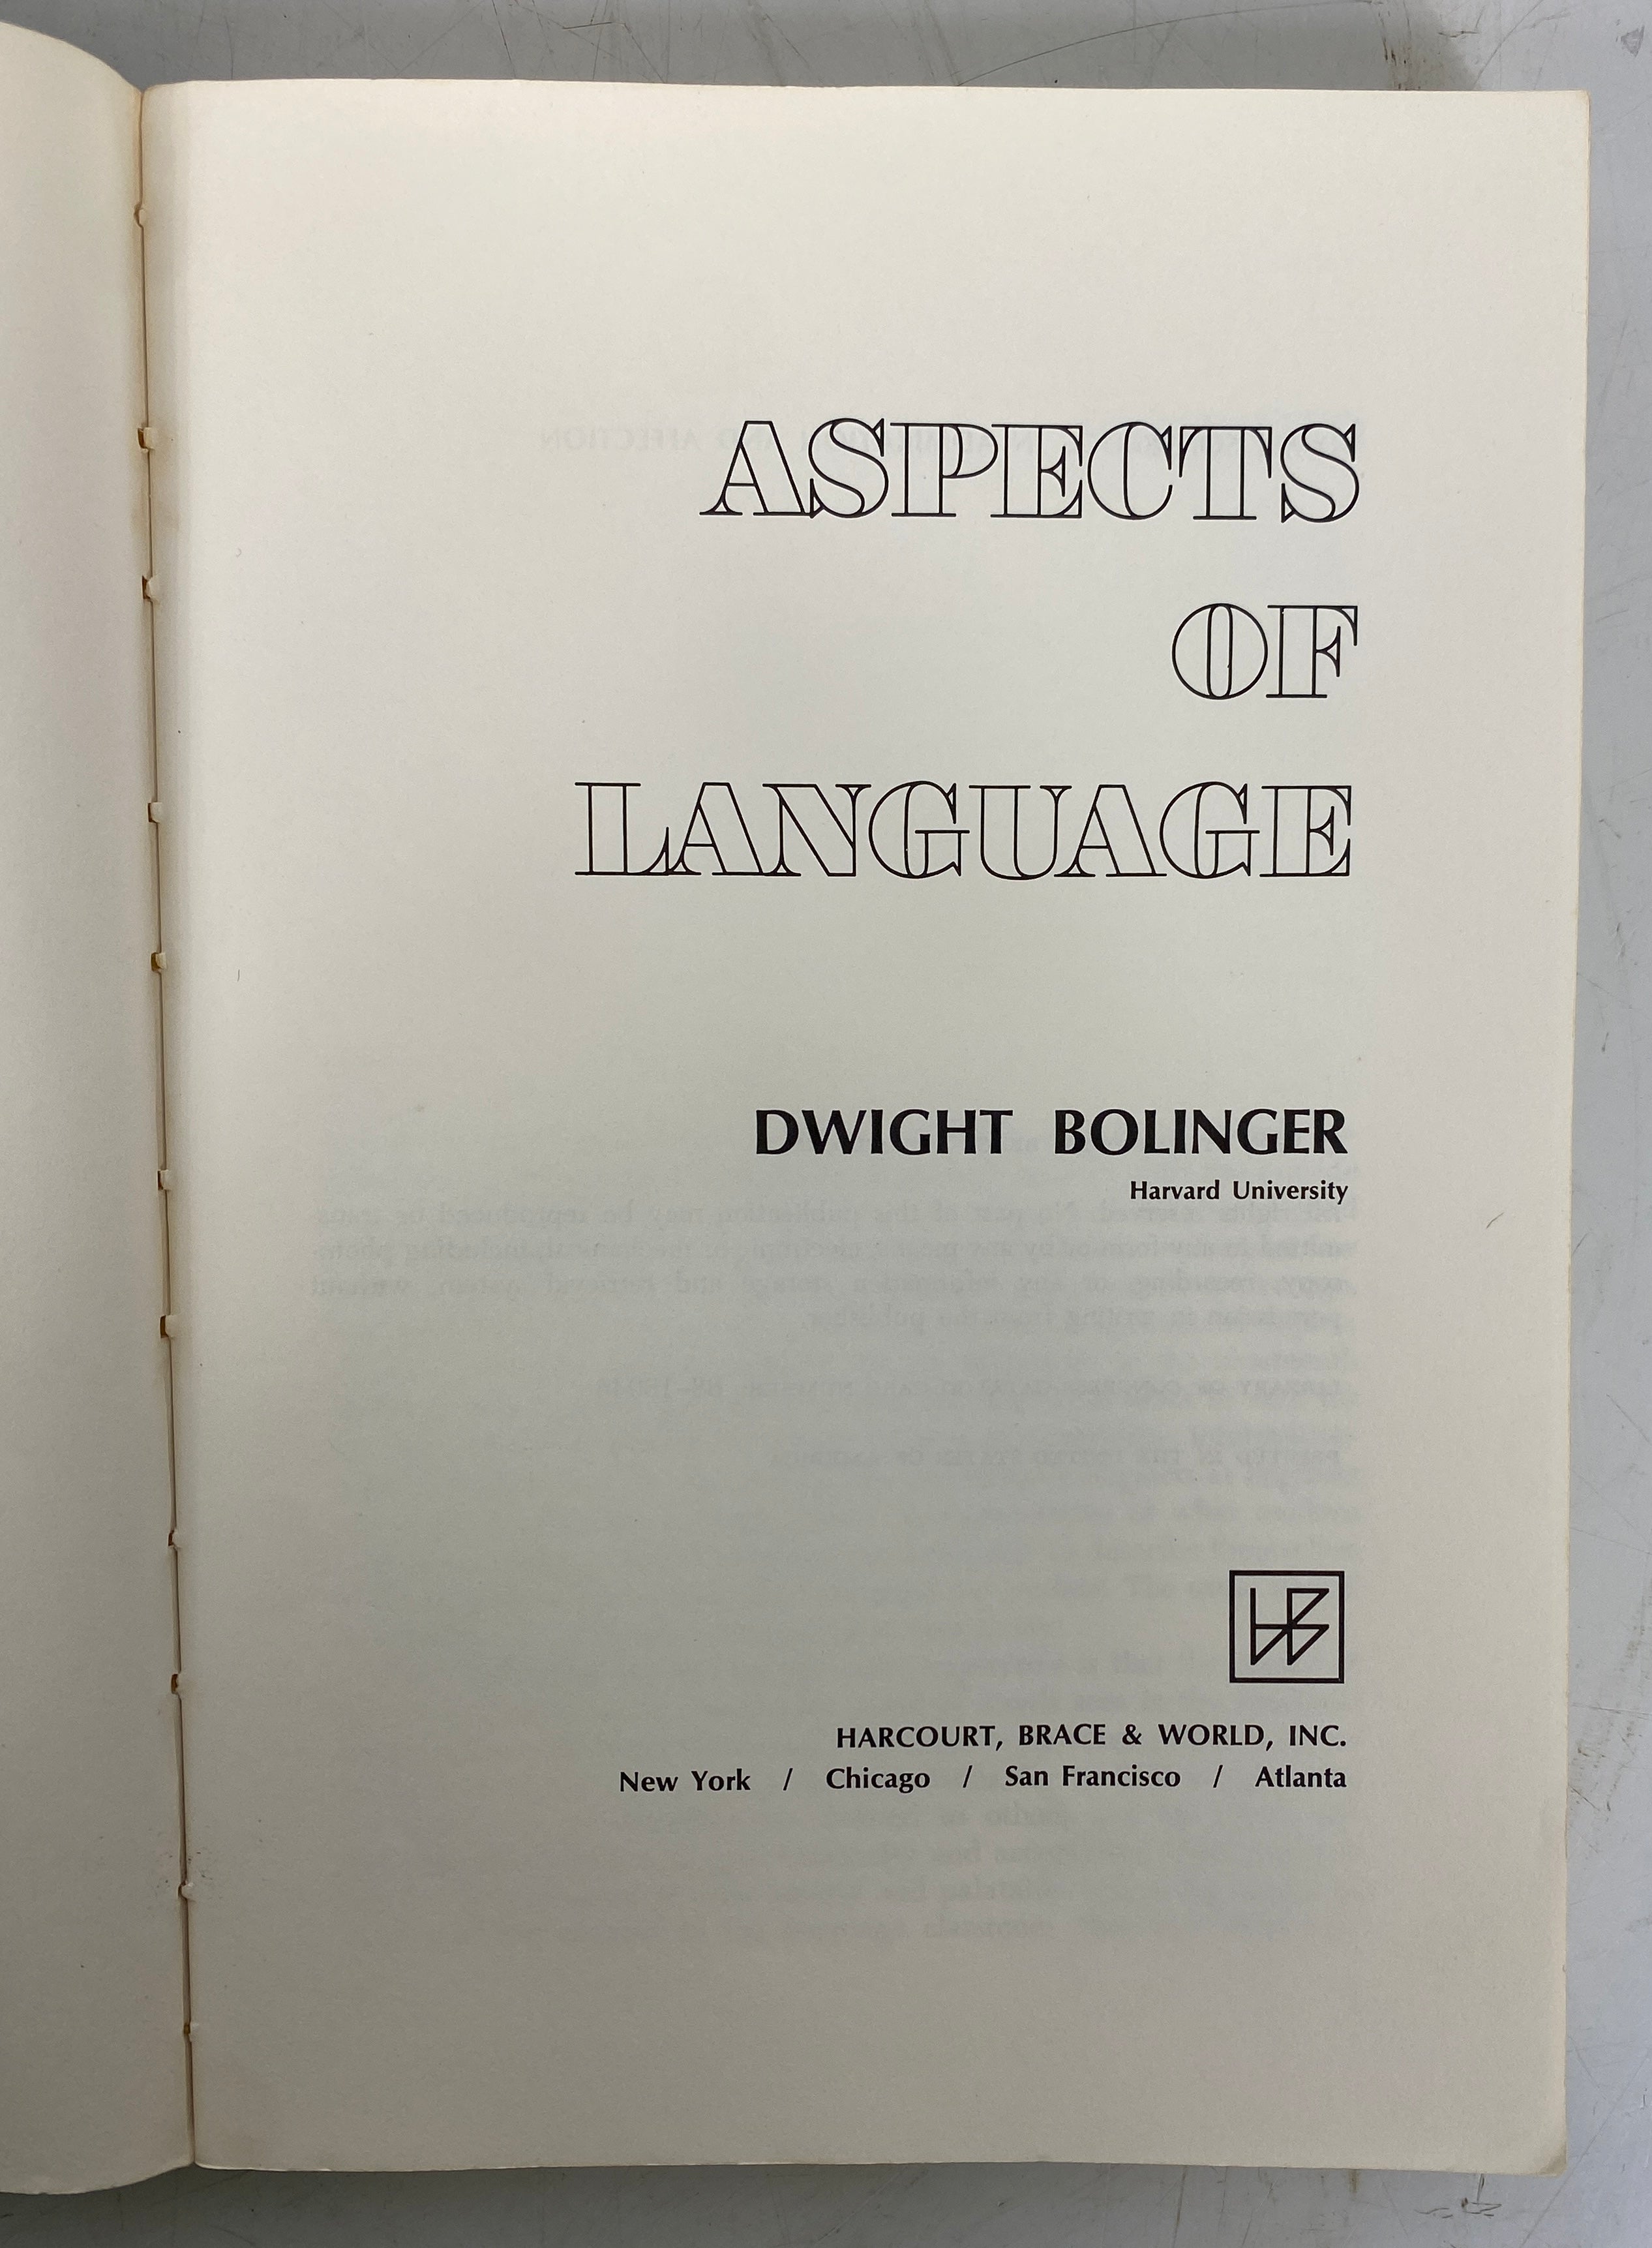 ASPECTS
OF
LANGUAGE
DWIGHT BOLINGER
Harvard University
HARCOURT, BRACE & WORLD, INC.
New York / Chicago / San Francisco / Atlanta